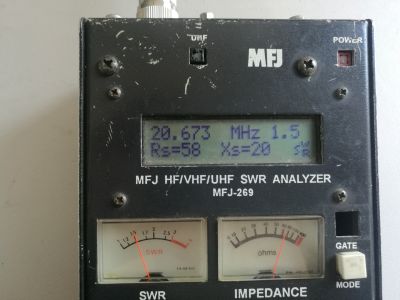 UHF
MFJ
POWER
20.673 MHz 1.5
Rs=58 Xs=20 SWR
MFJ HF/VHF/UHF SWR ANALYZER
MFJ-269
SWR
ohms
GATE
MODE
SWR
IMPEDANCE